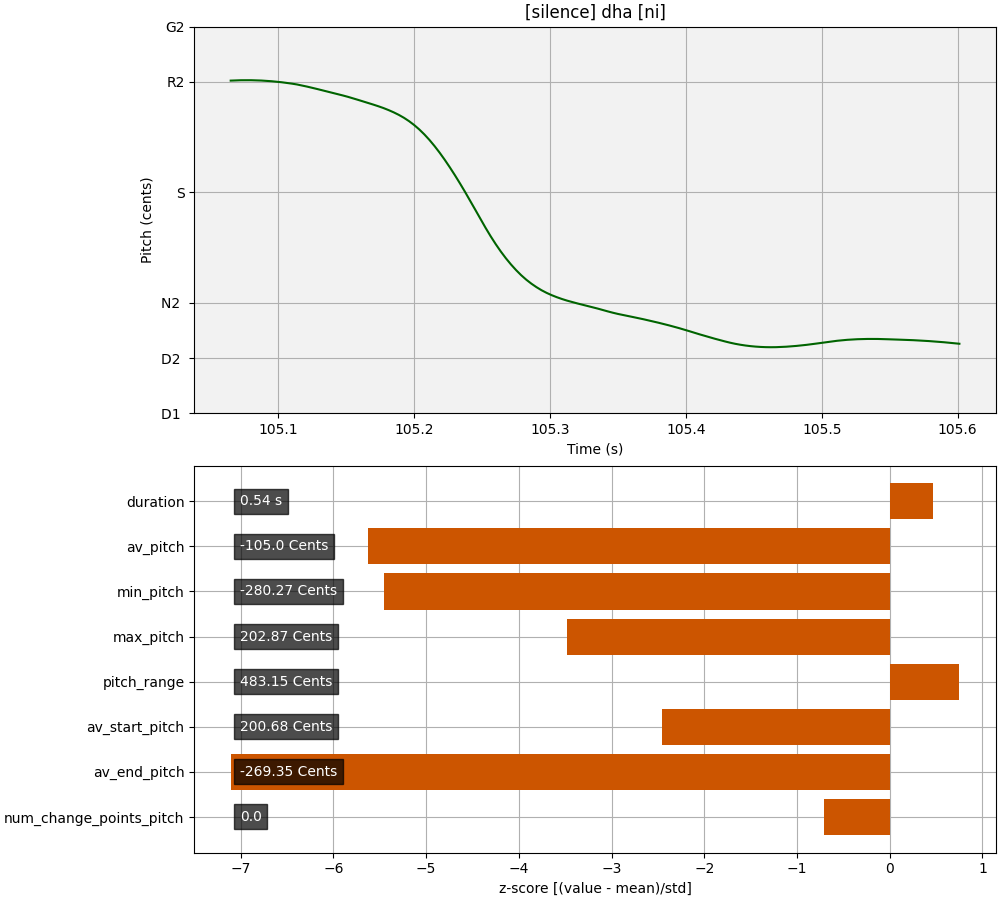 [silence] dha [ni]
G2
R2
S
N2
D2
D1
Pitch (cents)
105.1 105.2 105.3 105.4 105.5 105.6
Time (s)
duration 0.54 s
av_pitch -105.0 Cents
min_pitch -280.27 Cents
max_pitch 202.87 Cents
pitch_range 483.15 Cents
av_start_pitch 200.68 Cents
av_end_pitch -269.35 Cents
num_change_points_pitch 0.0
−7 −6 −5 −4 −3 −2 −1 0 1
z-score [(value - mean)/std]